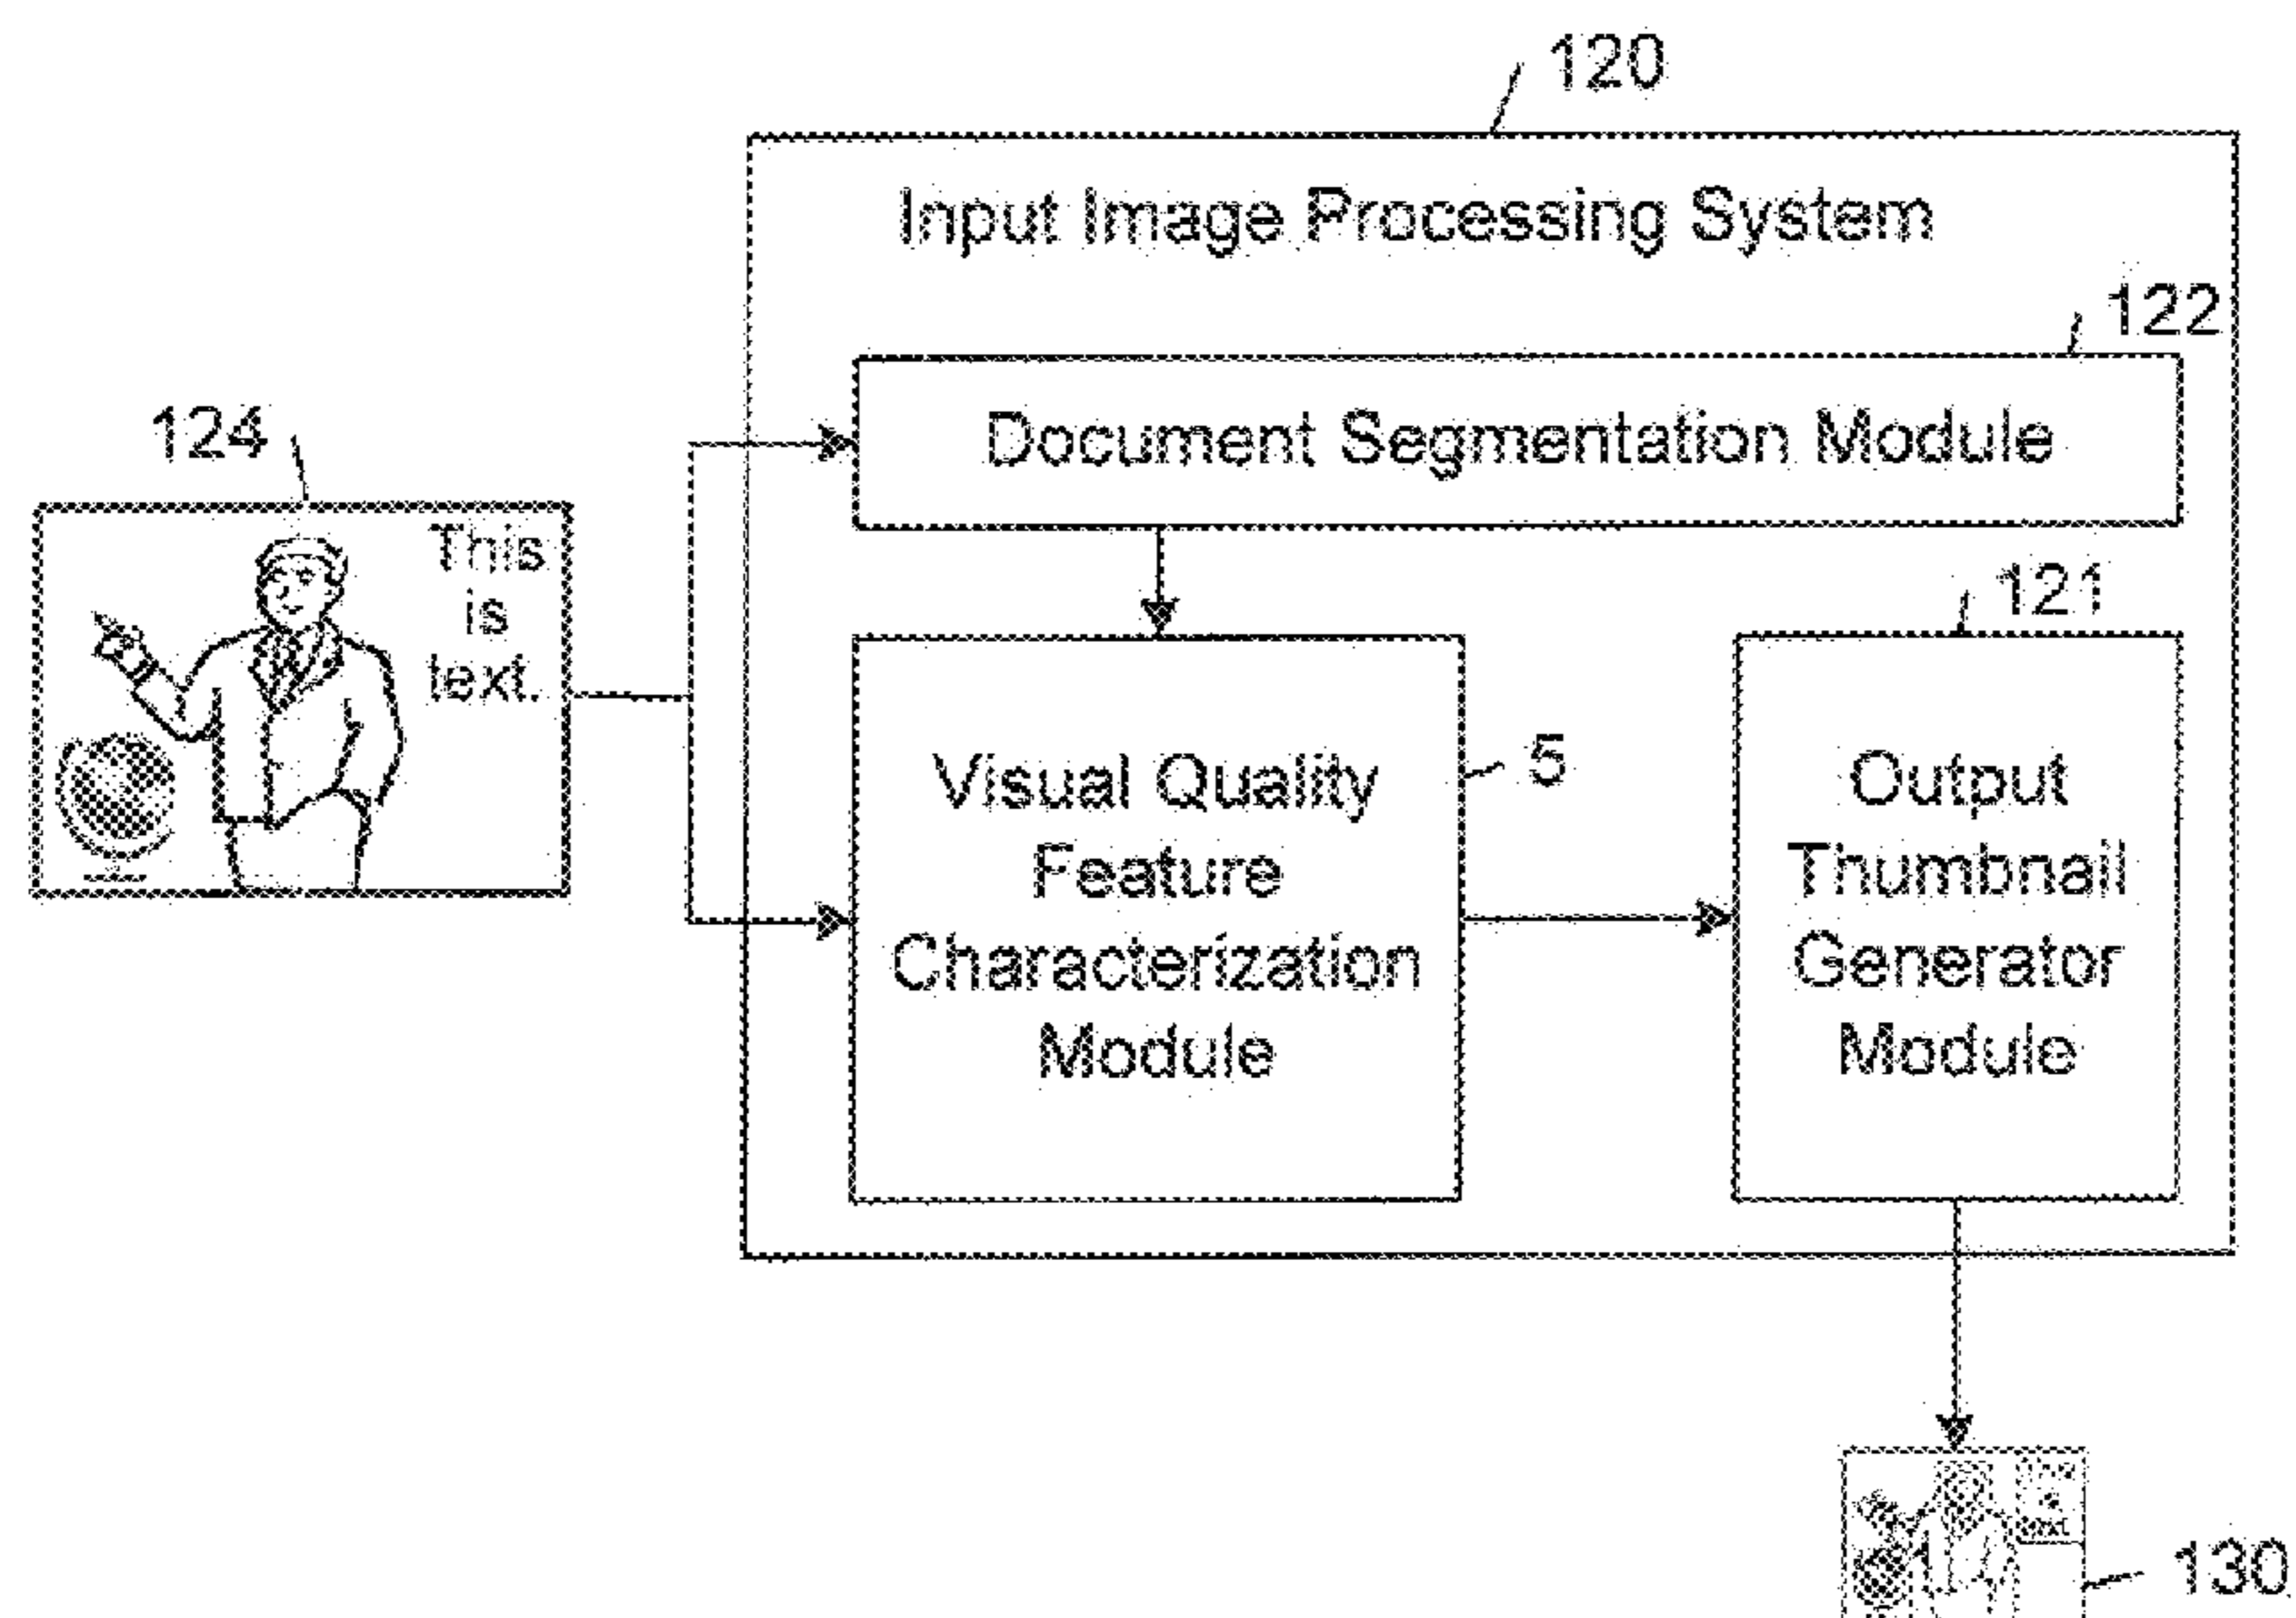 120
Input Image Processing System
122
Document Segmentation Module
124
This
is
text.
121
5
Visual Quality
Feature
Characterization
Module
Output
Thumbnail
Generator
Module
130